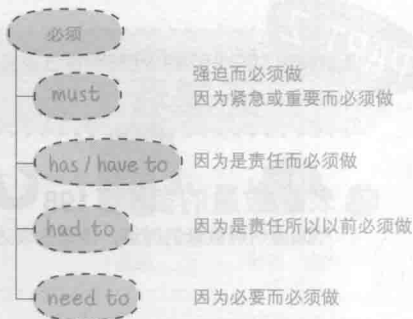 必须
must
强迫而必须做
因为紧急或重要而必须做
has / have to
因为是责任而必须做
had to
因为是责任所以以前必须做
need to
因为必要而必须做